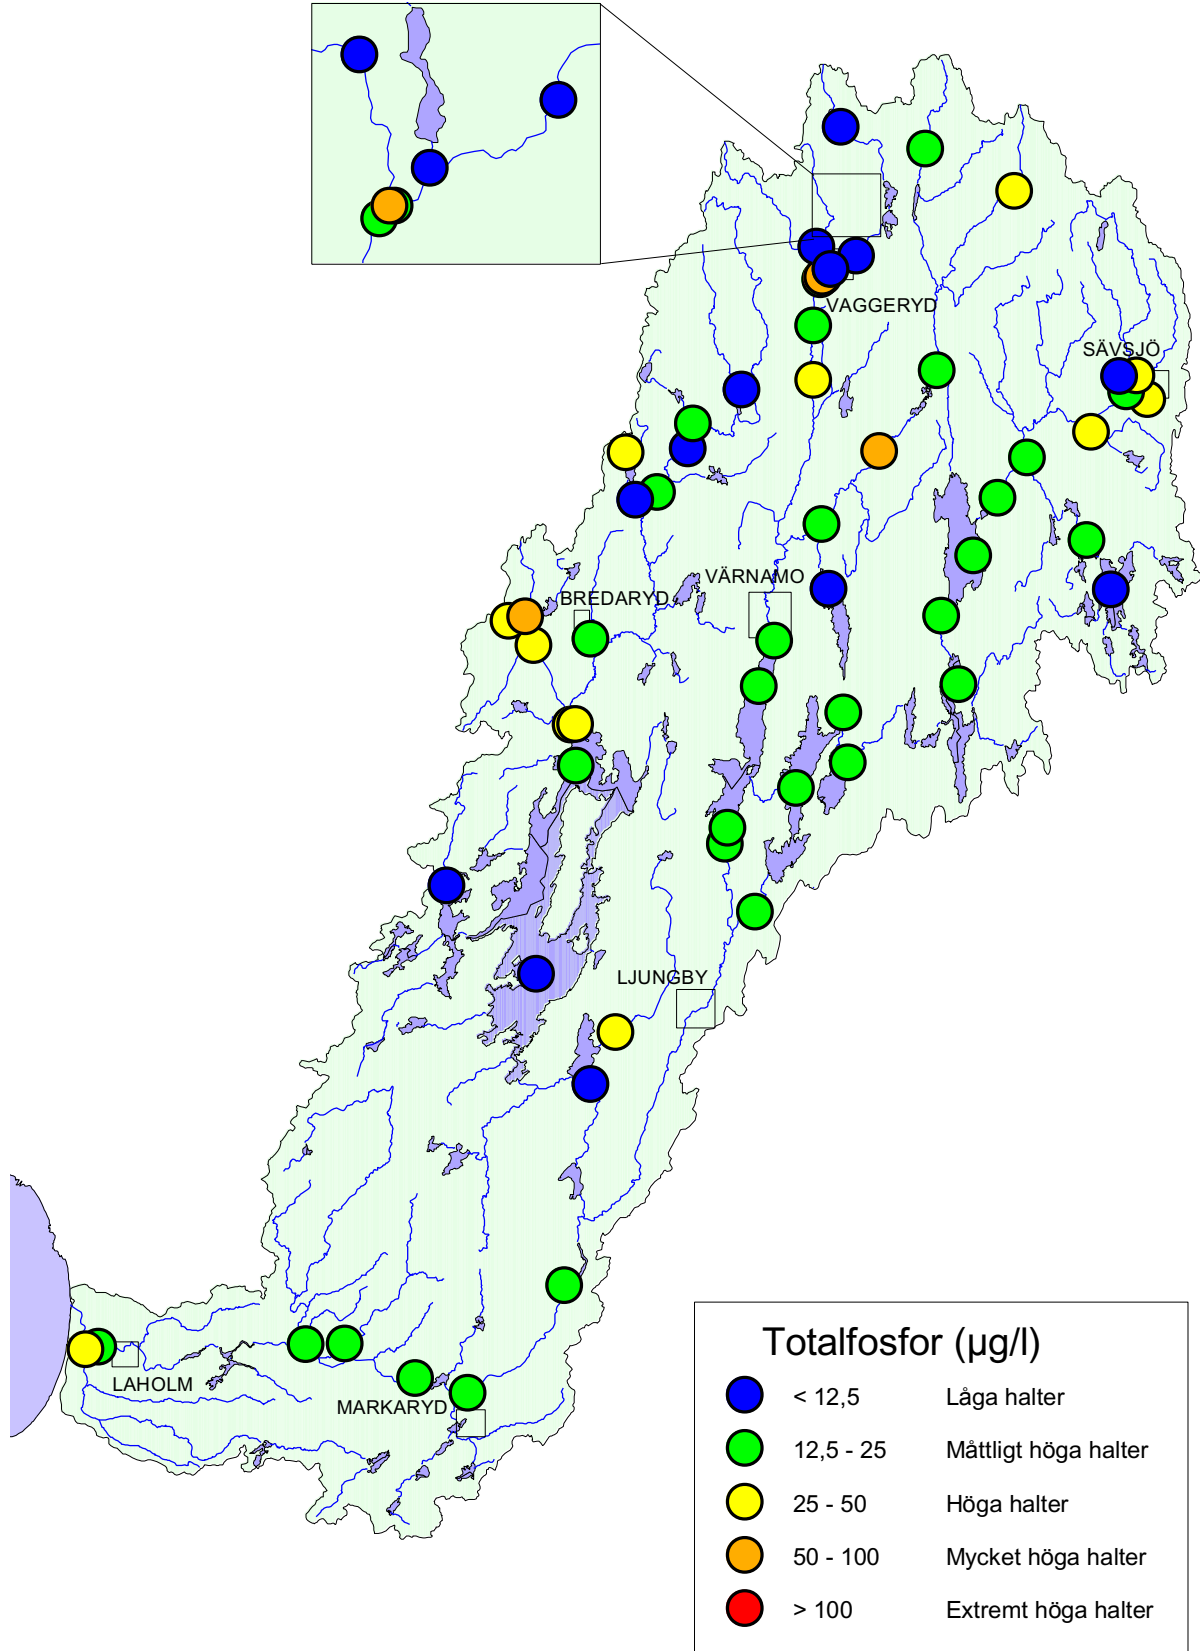 VAGGERYD
SÄVSJÖ
VÄRNAMO
BREDARYD
LJUNGBY
LAHOLM
MARKARYD
Totalfosfor (µg/l)
< 12,5 Låga halter
12,5 - 25 Måttligt höga halter
25 - 50 Höga halter
50 - 100 Mycket höga halter
> 100 Extremt höga halter